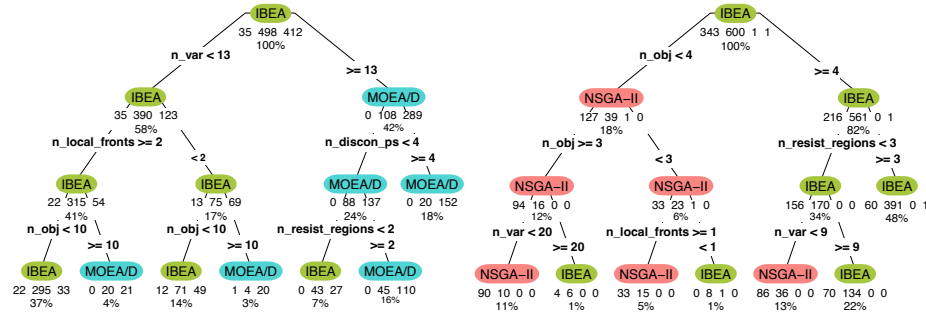 IBEA
35 498 412
100%
n_var < 13
>= 13
IBEA
35 390 123
58%
MOEA/D
0 108 289
42%
n_local_fronts >= 2
< 2
n_discon_ps < 4
>= 4
IBEA
22 315 54
41%
IBEA
13 75 69
17%
MOEA/D
0 88 137
24%
MOEA/D
0 20 152
18%
n_obj < 10
>= 10
n_obj < 10
>= 10
n_resist_regions < 2
>= 2
IBEA
22 295 33
37%
MOEA/D
0 20 21
4%
IBEA
12 71 49
14%
MOEA/D
1 4 20
3%
IBEA
0 43 27
7%
MOEA/D
0 45 110
16%
IBEA
343 600 1 1
100%
n_obj < 4
>= 4
NSGA-II
127 39 1 0
18%
IBEA
216 561 0 1
82%
n_obj >= 3
< 3
n_resist_regions < 3
>= 3
NSGA-II
94 16 0 0
12%
NSGA-II
33 23 1 0
6%
IBEA
156 170 0 0
34%
IBEA
60 391 0 1
48%
n_var < 20
>= 20
n_local_fronts >= 1
< 1
n_var < 9
>= 9
NSGA-II
90 10 0 0
11%
IBEA
4 6 0 0
1%
NSGA-II
33 15 0 0
5%
IBEA
0 8 1 0
1%
NSGA-II
86 36 0 0
13%
IBEA
70 134 0 0
22%